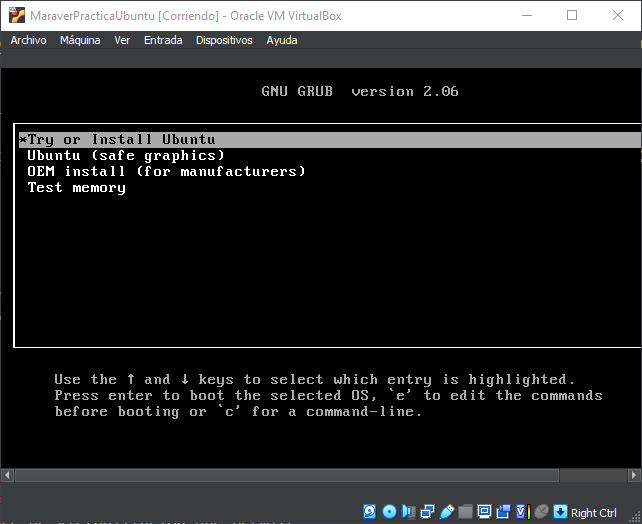 MaraverPracticaUbuntu [Corriendo] - Oracle VM VirtualBox
Archivo Máquina Ver Entrada Dispositivos Ayuda
GNU GRUB version 2.06
*Try or Install Ubuntu
Ubuntu (safe graphics)
OEM install (for manufacturers)
Test memory
Use the ↑ and ↓ keys to select which entry is highlighted.
Press enter to boot the selected OS, `e' to edit the commands
before booting or `c' for a command-line.
Right Ctrl